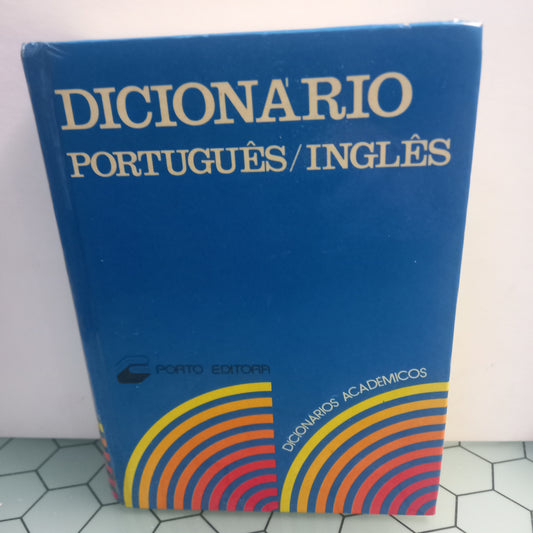 DICIONÁRIO
PORTUGUÊS/INGLÊS
PORTO EDITORA
DICIONÁRIOS ACADÉMICOS